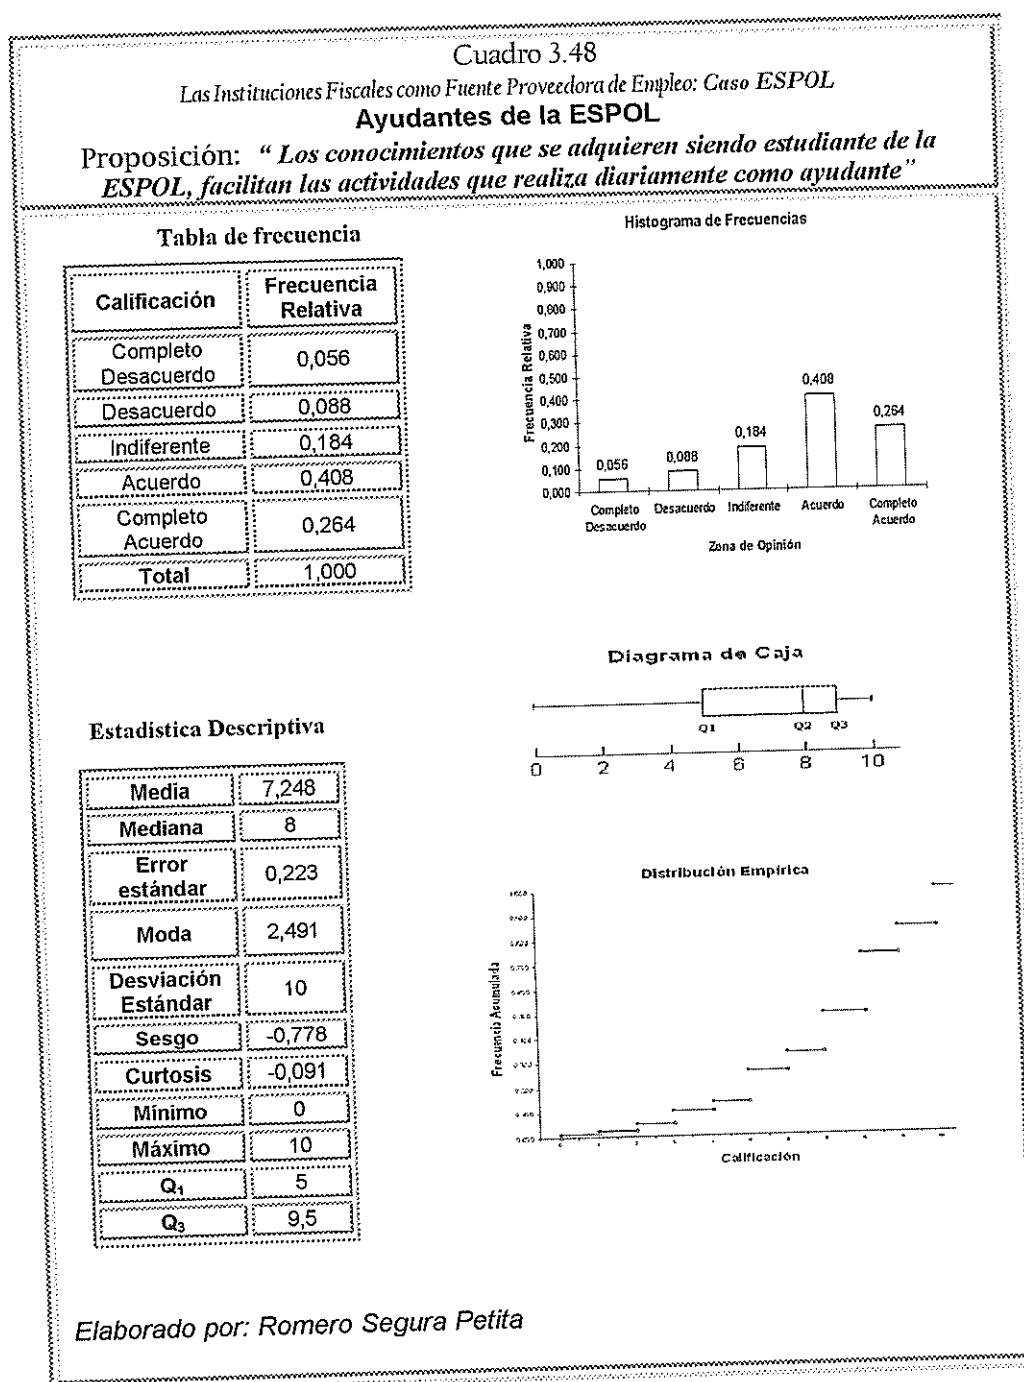 Cuadro 3.48
Las Instituciones Fiscales como Fuente Proveedora de Empleo: Caso ESPOL
Ayudantes de la ESPOL
Proposición: “ Los conocimientos que se adquieren siendo estudiante de la
ESPOL, facilitan las actividades que realiza diariamente como ayudante”
Tabla de frecuencia
Calificación Frecuencia
Relativa
Completo
Desacuerdo 0,056
Desacuerdo 0,088
Indiferente 0,184
Acuerdo 0,408
Completo
Acuerdo 0,264
Total 1,000
Histograma de Frecuencias
Frecuencia Relativa
1,000
0,900
0,800
0,700
0,600
0,500
0,400
0,300
0,200
0,100
0,000
0,056
0,088
0,184
0,408
0,264
Completo Desacuerdo Indiferente Acuerdo Completo
Desacuerdo Acuerdo
Zona de Opinión
Diagrama de Caja
Q1 Q2 Q3
0 2 4 6 8 10
Estadística Descriptiva
Media 7,248
Mediana 8
Error
estándar 0,223
Moda 2,491
Desviación
Estándar 10
Sesgo -0,778
Curtosis -0,091
Mínimo 0
Máximo 10
Q1 5
Q3 9,5
Distribución Empírica
Frecuencia Acumulada
Calificación
Elaborado por: Romero Segura Petita